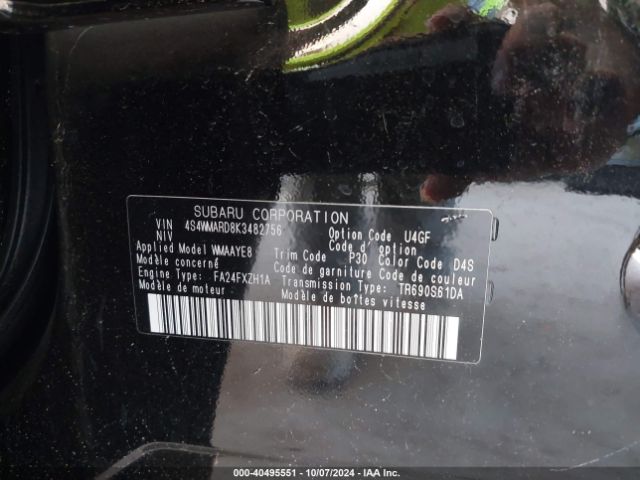 SUBARU CORPORATION
VIN 4S4WMARD8K3482756 Option Code U4GF
NIV Code d' option
Applied Model WMAAYE8 Trim Code P30 Color Code D4S
Modèle concerné Code de garniture Code de couleur
Engine Type: FA24FXZH1A Transmission Type: TR690S61DA
Modèle de moteur Modèle de boîtes vitesse
000-40495551 - 10/07/2024 - IAA Inc.